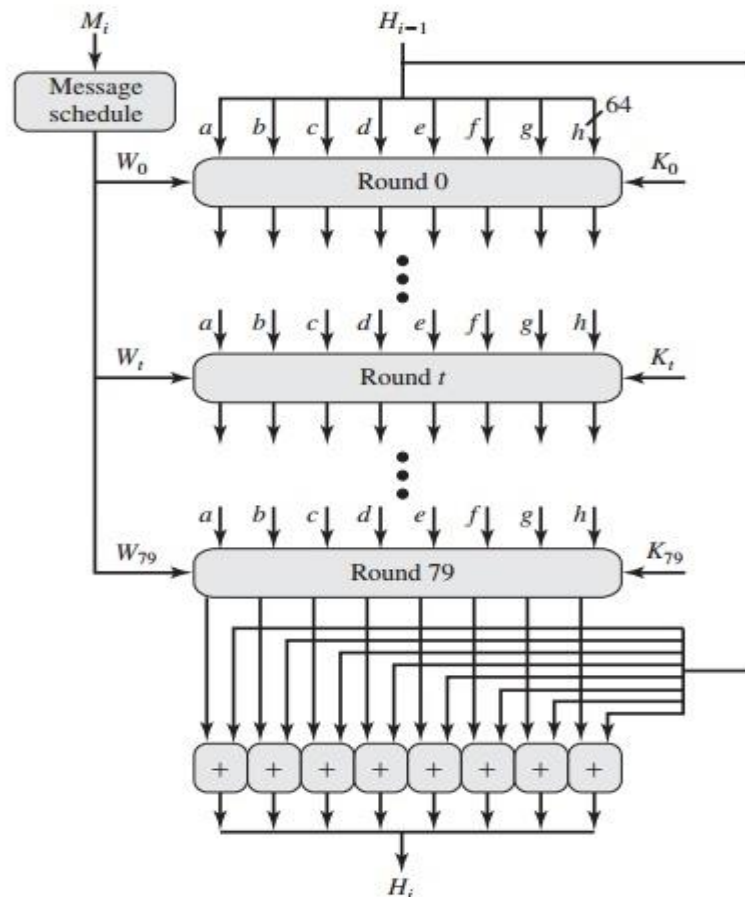 M_i H_{i−1}
Message
schedule
64
a b c d e f g h
W_0 Round 0 K_0
a b c d e f g h
W_t Round t K_t
a b c d e f g h
W_79 Round 79 K_79
+ + + + + + + +
H_i